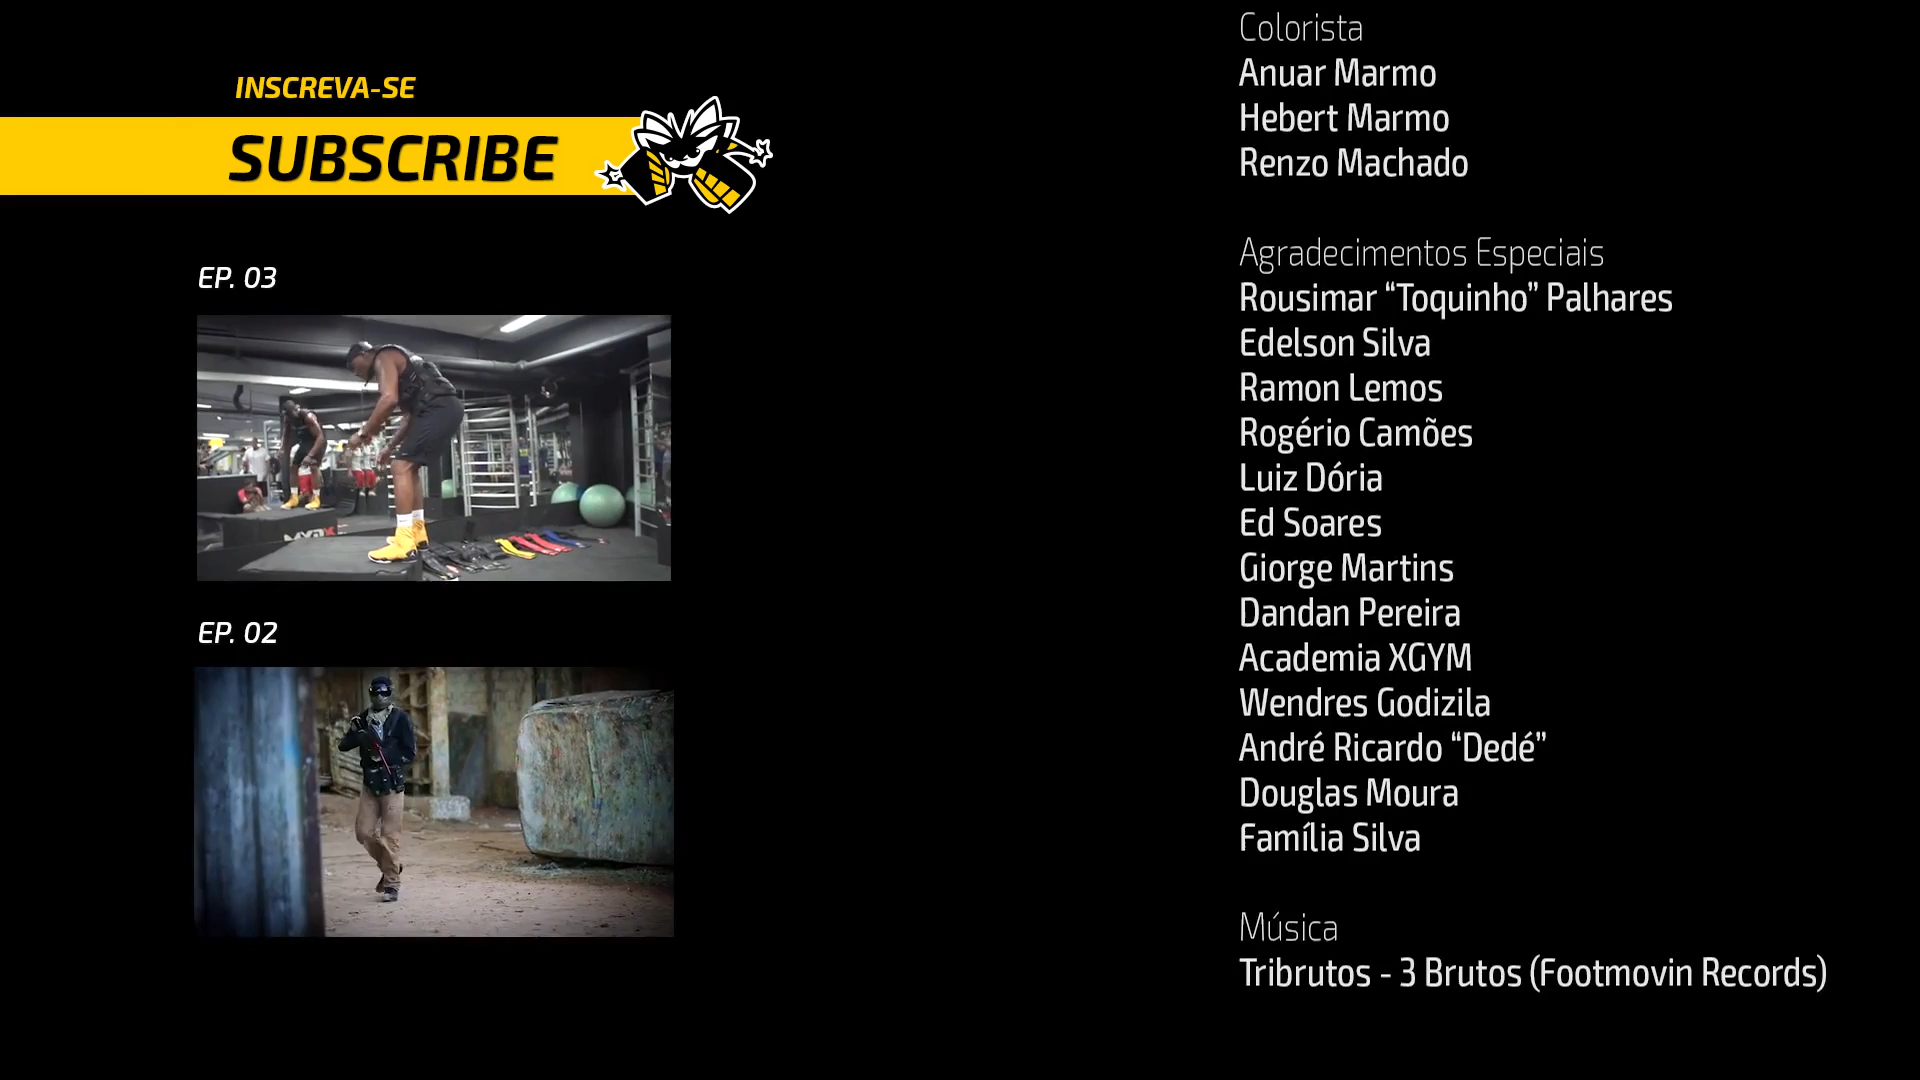 INSCREVA-SE
SUBSCRIBE
EP. 03
EP. 02
Colorista
Anuar Marmo
Hebert Marmo
Renzo Machado
Agradecimentos Especiais
Rousimar “Toquinho” Palhares
Edelson Silva
Ramon Lemos
Rogério Camões
Luiz Dória
Ed Soares
Giorge Martins
Dandan Pereira
Academia XGYM
Wendres Godizila
André Ricardo “Dedé”
Douglas Moura
Família Silva
Música
Tribrutos - 3 Brutos (Footmovin Records)